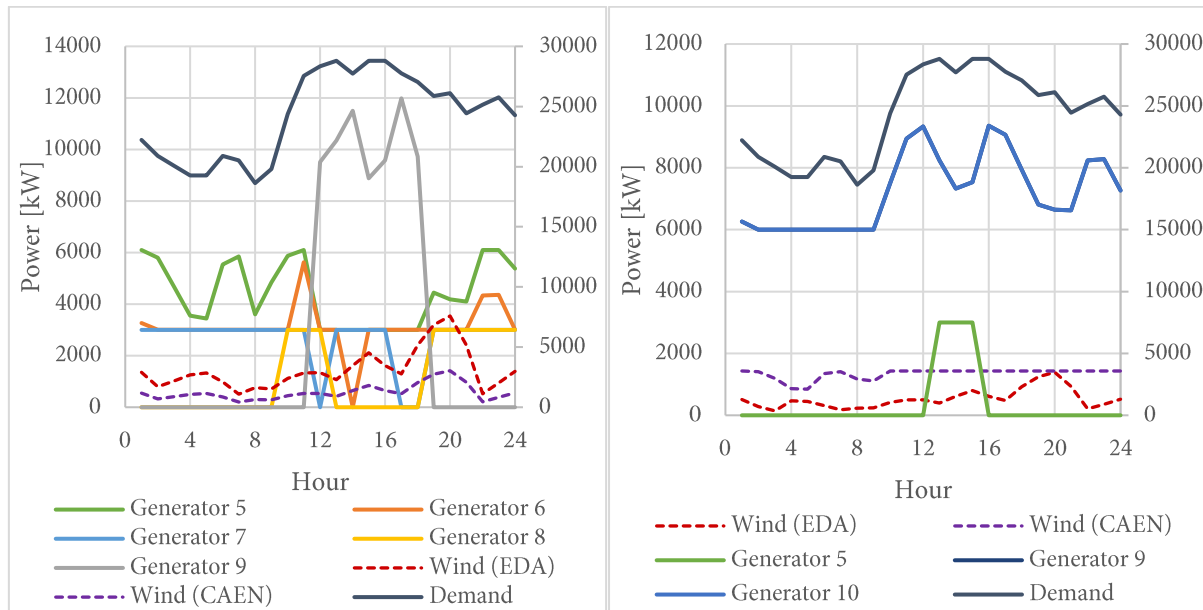 14000
12000
10000
8000
6000
4000
2000
0
Power [kW]
30000
25000
20000
15000
10000
5000
0
0 4 8 12 16 20 24
Hour
Generator 5 Generator 6
Generator 7 Generator 8
Generator 9 Wind (EDA)
Wind (CAEN) Demand
12000
10000
8000
6000
4000
2000
0
Power [kW]
30000
25000
20000
15000
10000
5000
0
0 4 8 12 16 20 24
Hour
Wind (EDA) Wind (CAEN)
Generator 5 Generator 9
Generator 10 Demand